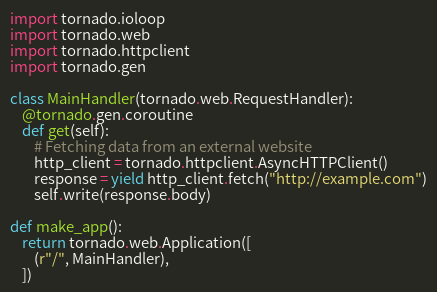 import tornado.ioloop
import tornado.web
import tornado.httpclient
import tornado.gen

class MainHandler(tornado.web.RequestHandler):
    @tornado.gen.coroutine
    def get(self):
        # Fetching data from an external website
        http_client = tornado.httpclient.AsyncHTTPClient()
        response = yield http_client.fetch("http://example.com")
        self.write(response.body)

def make_app():
    return tornado.web.Application([
        (r"/", MainHandler),
    ])